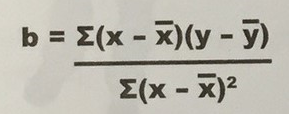 b = Σ(x - x̅)(y - y̅)
Σ(x - x̅)²